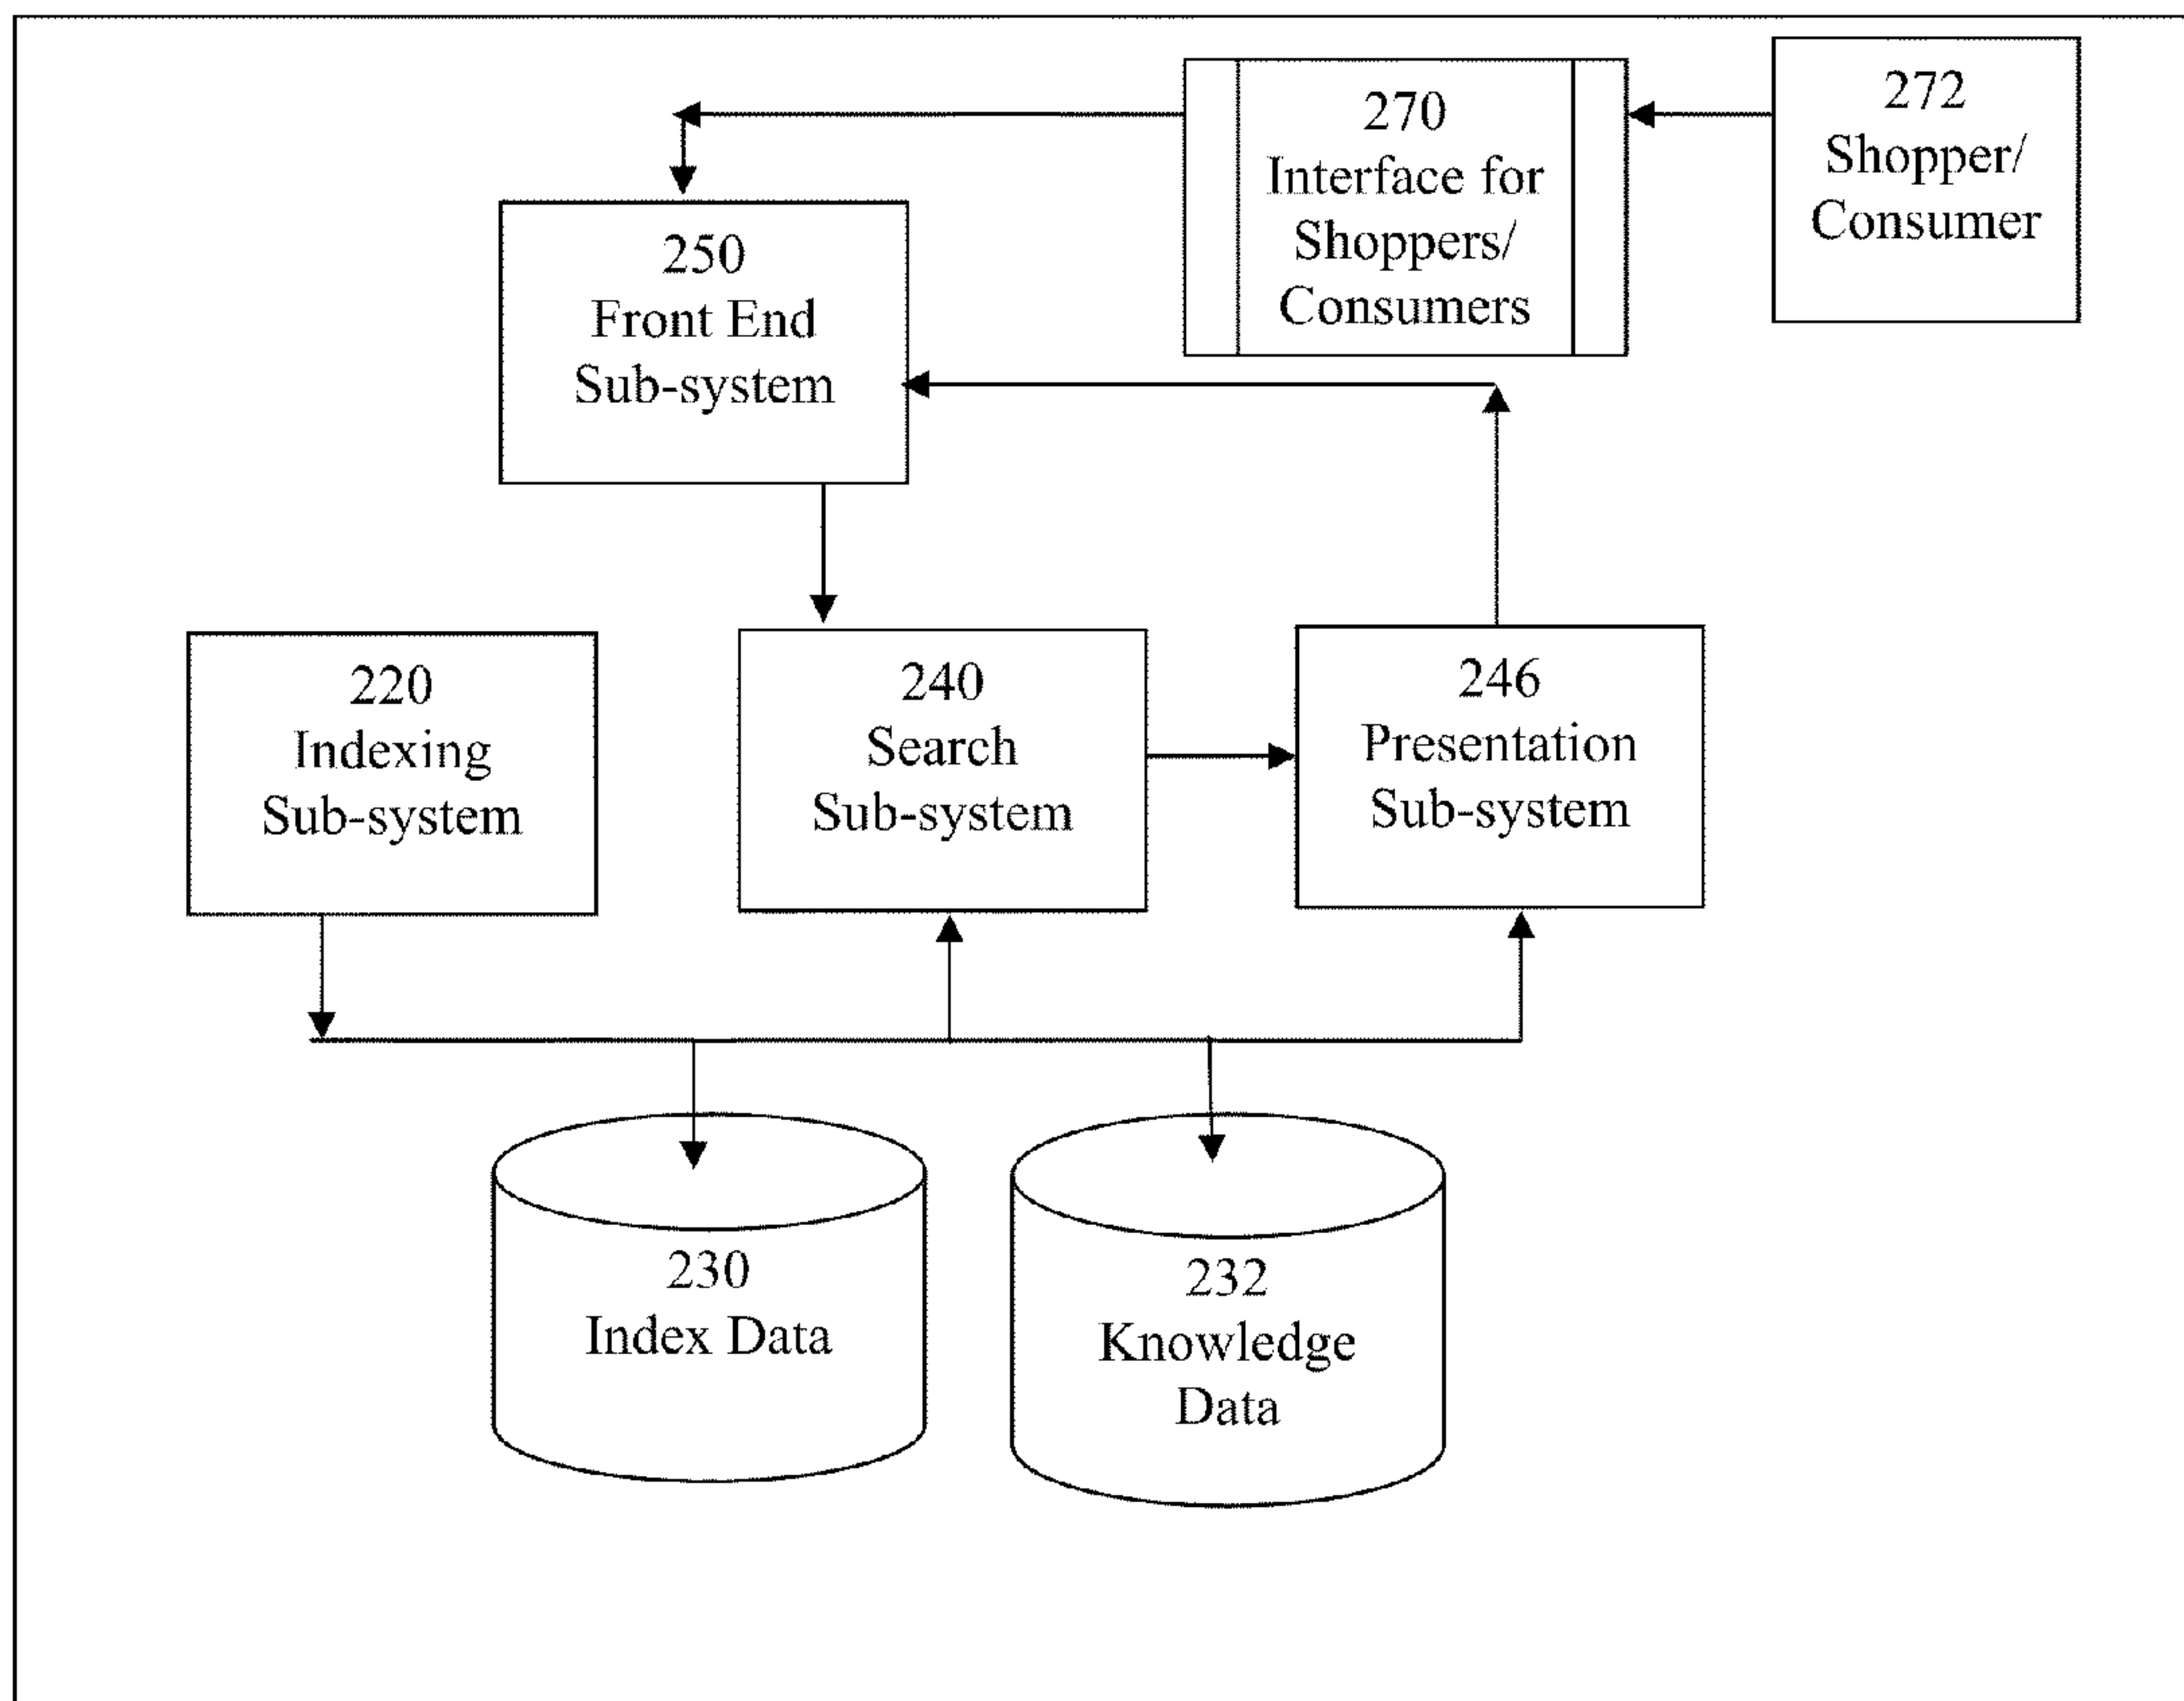 270
Interface for
Shoppers/
Consumers
272
Shopper/
Consumer
250
Front End
Sub-system
220
Indexing
Sub-system
240
Search
Sub-system
246
Presentation
Sub-system
230
Index Data
232
Knowledge
Data